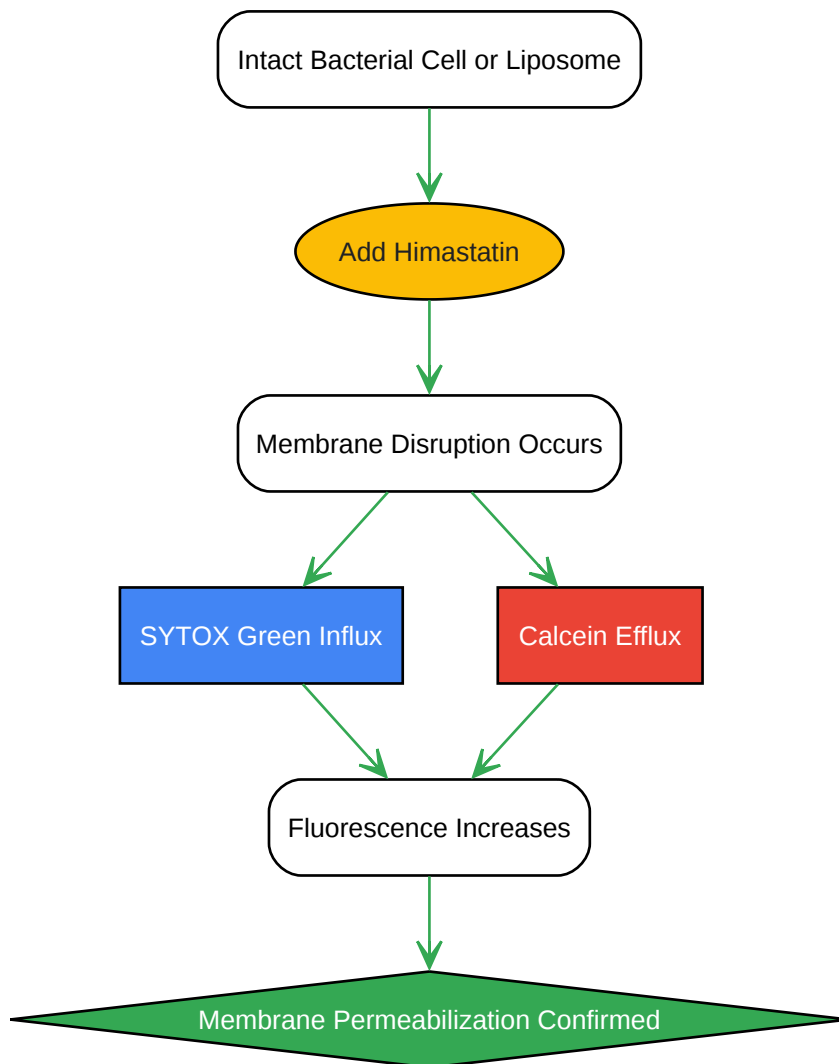 Intact Bacterial Cell or Liposome
Add Himastatin
Membrane Disruption Occurs
SYTOX Green Influx
Calcein Efflux
Fluorescence Increases
Membrane Permeabilization Confirmed